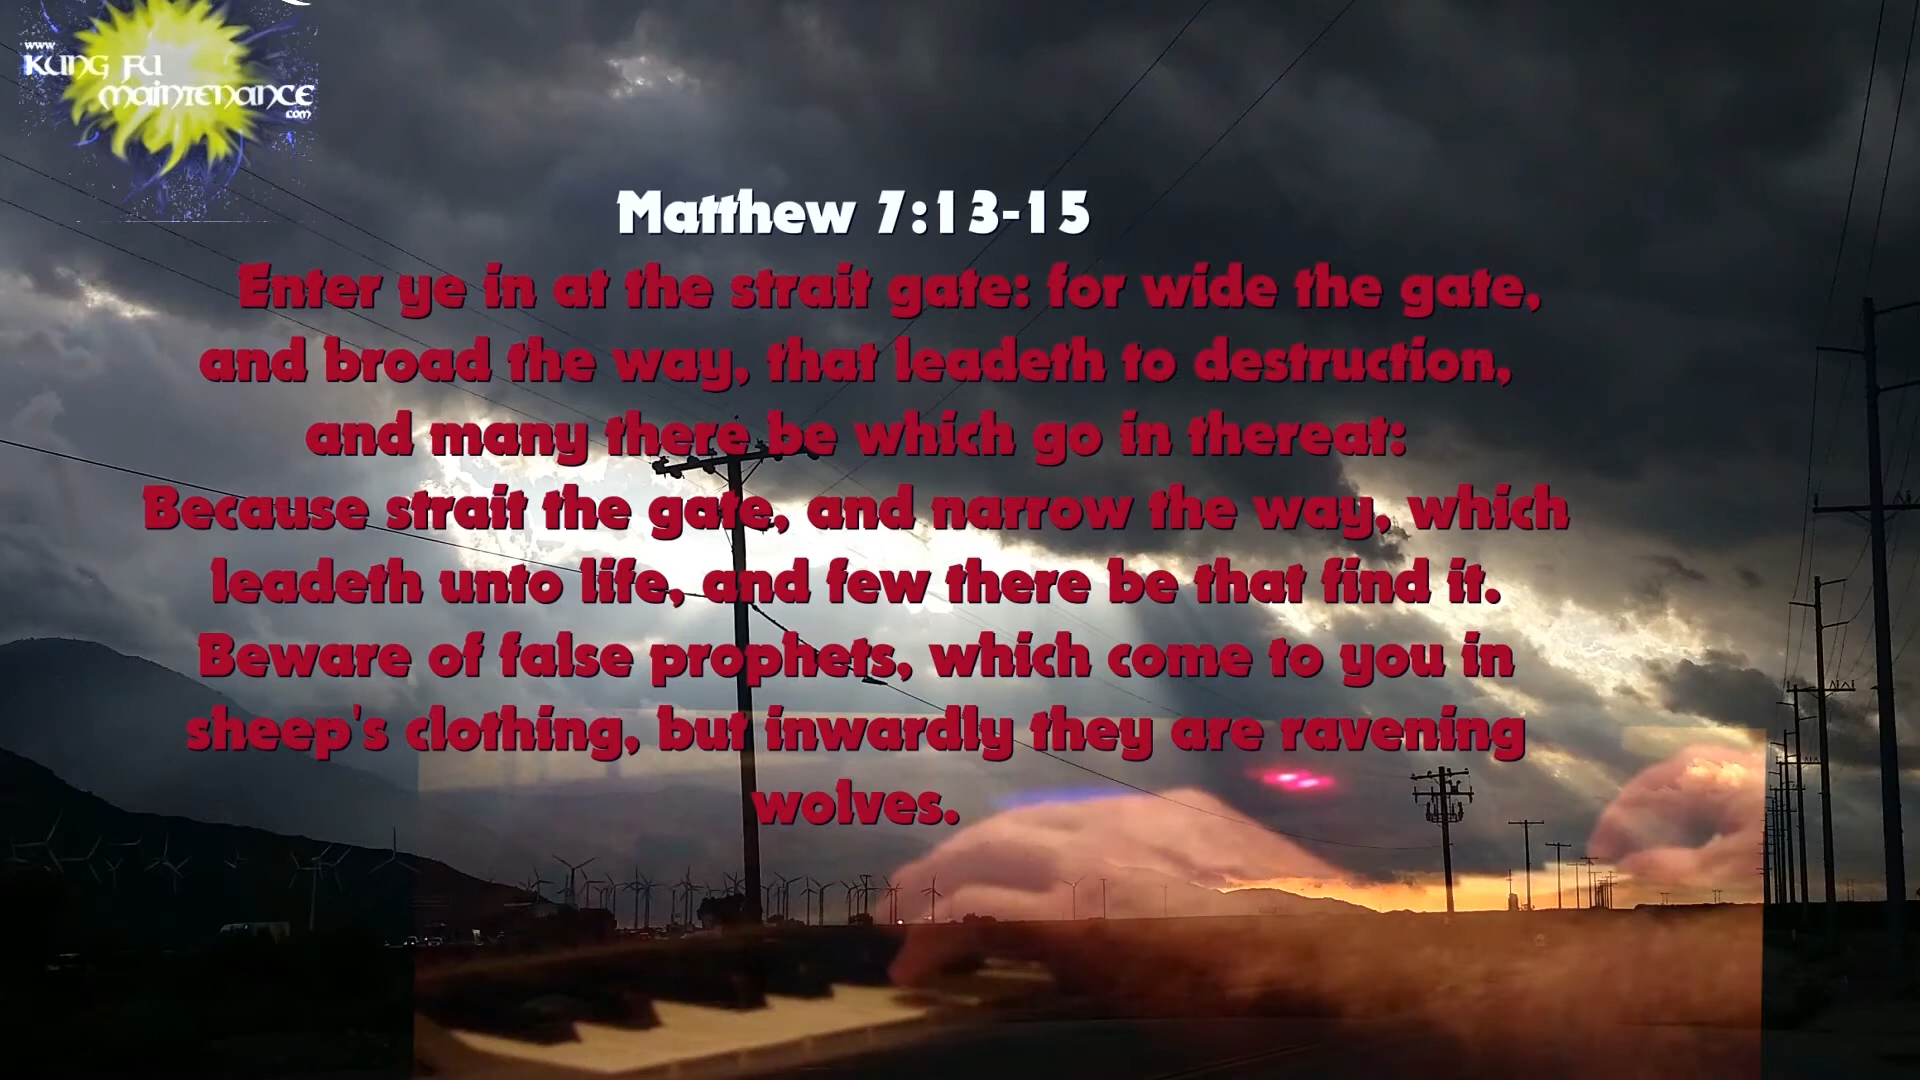 www
Kung Fu
Maintenance
.com
Matthew 7:13-15
Enter ye in at the strait gate: for wide the gate,
and broad the way, that leadeth to destruction,
and many there be which go in thereat:
Because strait the gate, and narrow the way, which
leadeth unto life, and few there be that find it.
Beware of false prophets, which come to you in
sheep's clothing, but inwardly they are ravening
wolves.